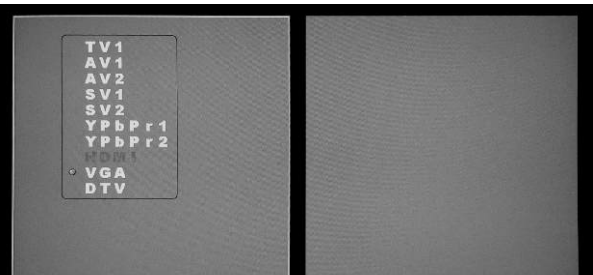 TV1
AV1
AV2
SV1
SV2
YPbPr1
YPbPr2
HDMI
VGA
DTV